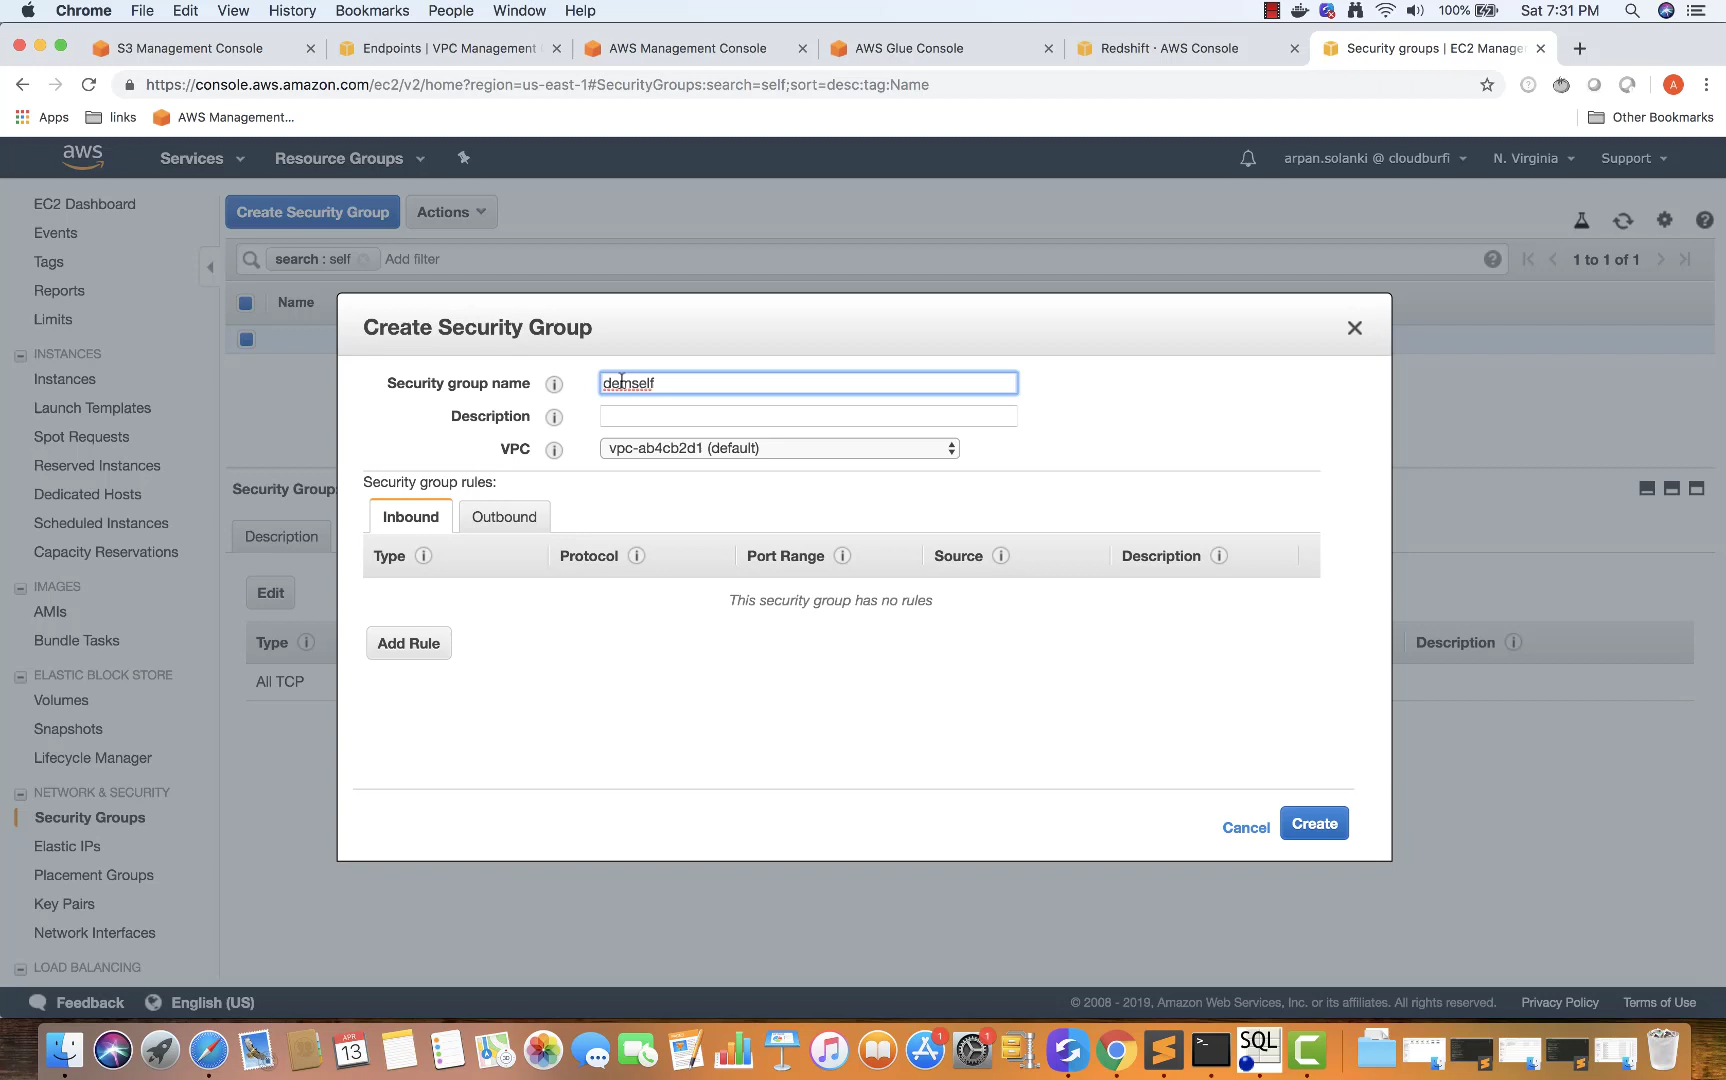 Chrome File Edit View History Bookmarks People Window Help 100% Sat 7:31 PM
S3 Management Console Endpoints | VPC Management AWS Management Console AWS Glue Console Redshift · AWS Console Security groups | EC2 Manage
https://console.aws.amazon.com/ec2/v2/home?region=us-east-1#SecurityGroups:search=self;sort=desc:tag:Name A
Apps links AWS Management... Other Bookmarks
aws Services Resource Groups arpan.solanki @ cloudburfi N. Virginia Support
EC2 Dashboard
Events
Tags
Reports
Limits
INSTANCES
Instances
Launch Templates
Spot Requests
Reserved Instances
Dedicated Hosts
Scheduled Instances
Capacity Reservations
IMAGES
AMIs
Bundle Tasks
ELASTIC BLOCK STORE
Volumes
Snapshots
Lifecycle Manager
NETWORK & SECURITY
Security Groups
Elastic IPs
Placement Groups
Key Pairs
Network Interfaces
LOAD BALANCING
Create Security Group Actions
search : self Add filter 1 to 1 of 1
Name
Security Group:
Description
Edit
Type
Description
All TCP
Create Security Group
Security group name demself
Description
VPC vpc-ab4cb2d1 (default)
Security group rules:
Inbound Outbound
Type Protocol Port Range Source Description
This security group has no rules
Add Rule
Cancel Create
Feedback English (US) © 2008 - 2019, Amazon Web Services, Inc. or its affiliates. All rights reserved. Privacy Policy Terms of Use
APR
13
3D
1
1
SQL